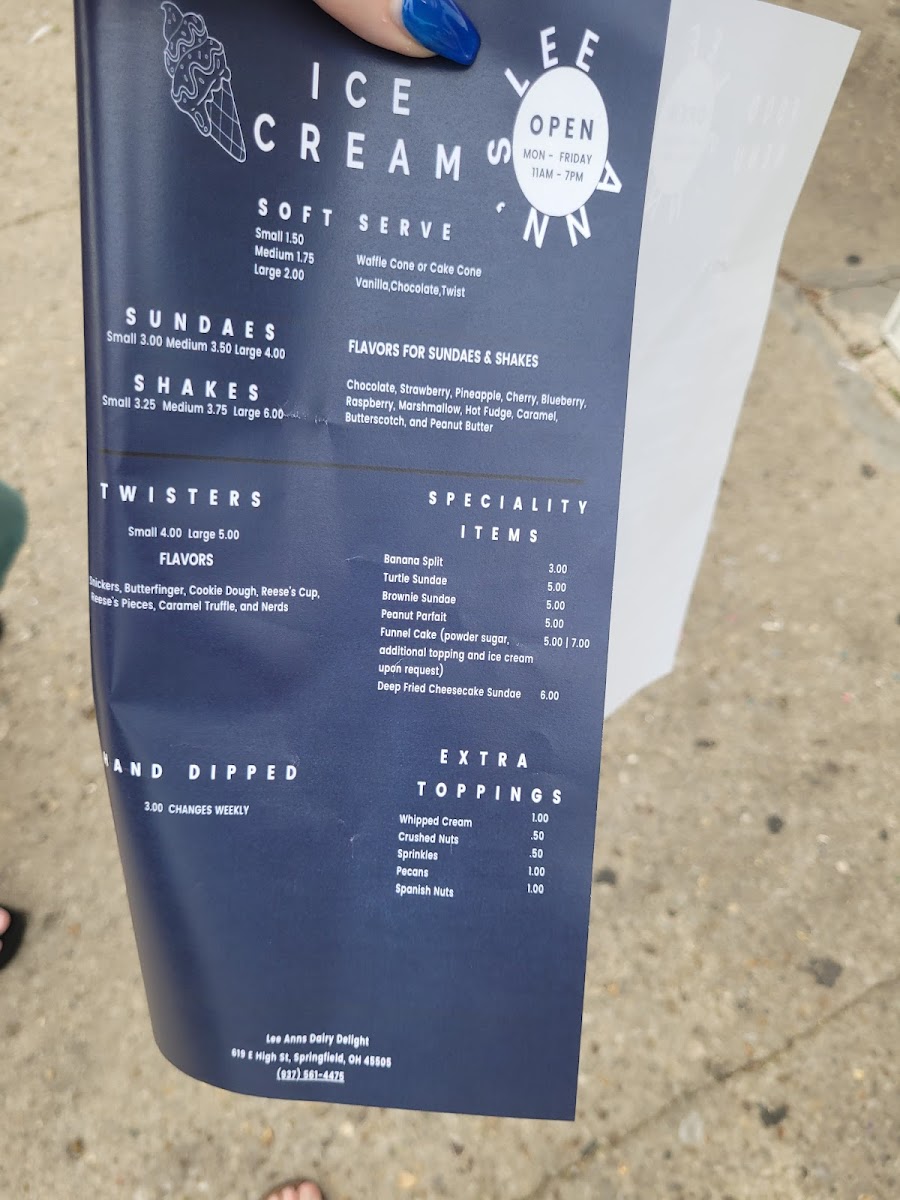 ICE
CREAM
LEE ANN'S
OPEN
MON - FRIDAY
11AM - 7PM
SOFT SERVE
Small 1.50
Medium 1.75
Large 2.00
Waffle Cone or Cake Cone
Vanilla,Chocolate,Twist
SUNDAES
Small 3.00 Medium 3.50 Large 4.00
SHAKES
Small 3.25 Medium 3.75 Large 6.00
FLAVORS FOR SUNDAES & SHAKES
Chocolate, Strawberry, Pineapple, Cherry, Blueberry,
Raspberry, Marshmallow, Hot Fudge, Caramel,
Butterscotch, and Peanut Butter
TWISTERS
Small 4.00 Large 5.00
FLAVORS
Snickers, Butterfinger, Cookie Dough, Reese's Cup,
Reese's Pieces, Caramel Truffle, and Nerds
SPECIALITY
ITEMS
Banana Split 3.00
Turtle Sundae 5.00
Brownie Sundae 5.00
Peanut Parfait 5.00
Funnel Cake (powder sugar, 5.00 | 7.00
additional topping and ice cream
upon request)
Deep Fried Cheesecake Sundae 6.00
HAND DIPPED
3.00 CHANGES WEEKLY
EXTRA
TOPPINGS
Whipped Cream 1.00
Crushed Nuts .50
Sprinkles .50
Pecans 1.00
Spanish Nuts 1.00
Lee Anns Dairy Delight
619 E High St, Springfield, OH 45505
(937) 561-4475